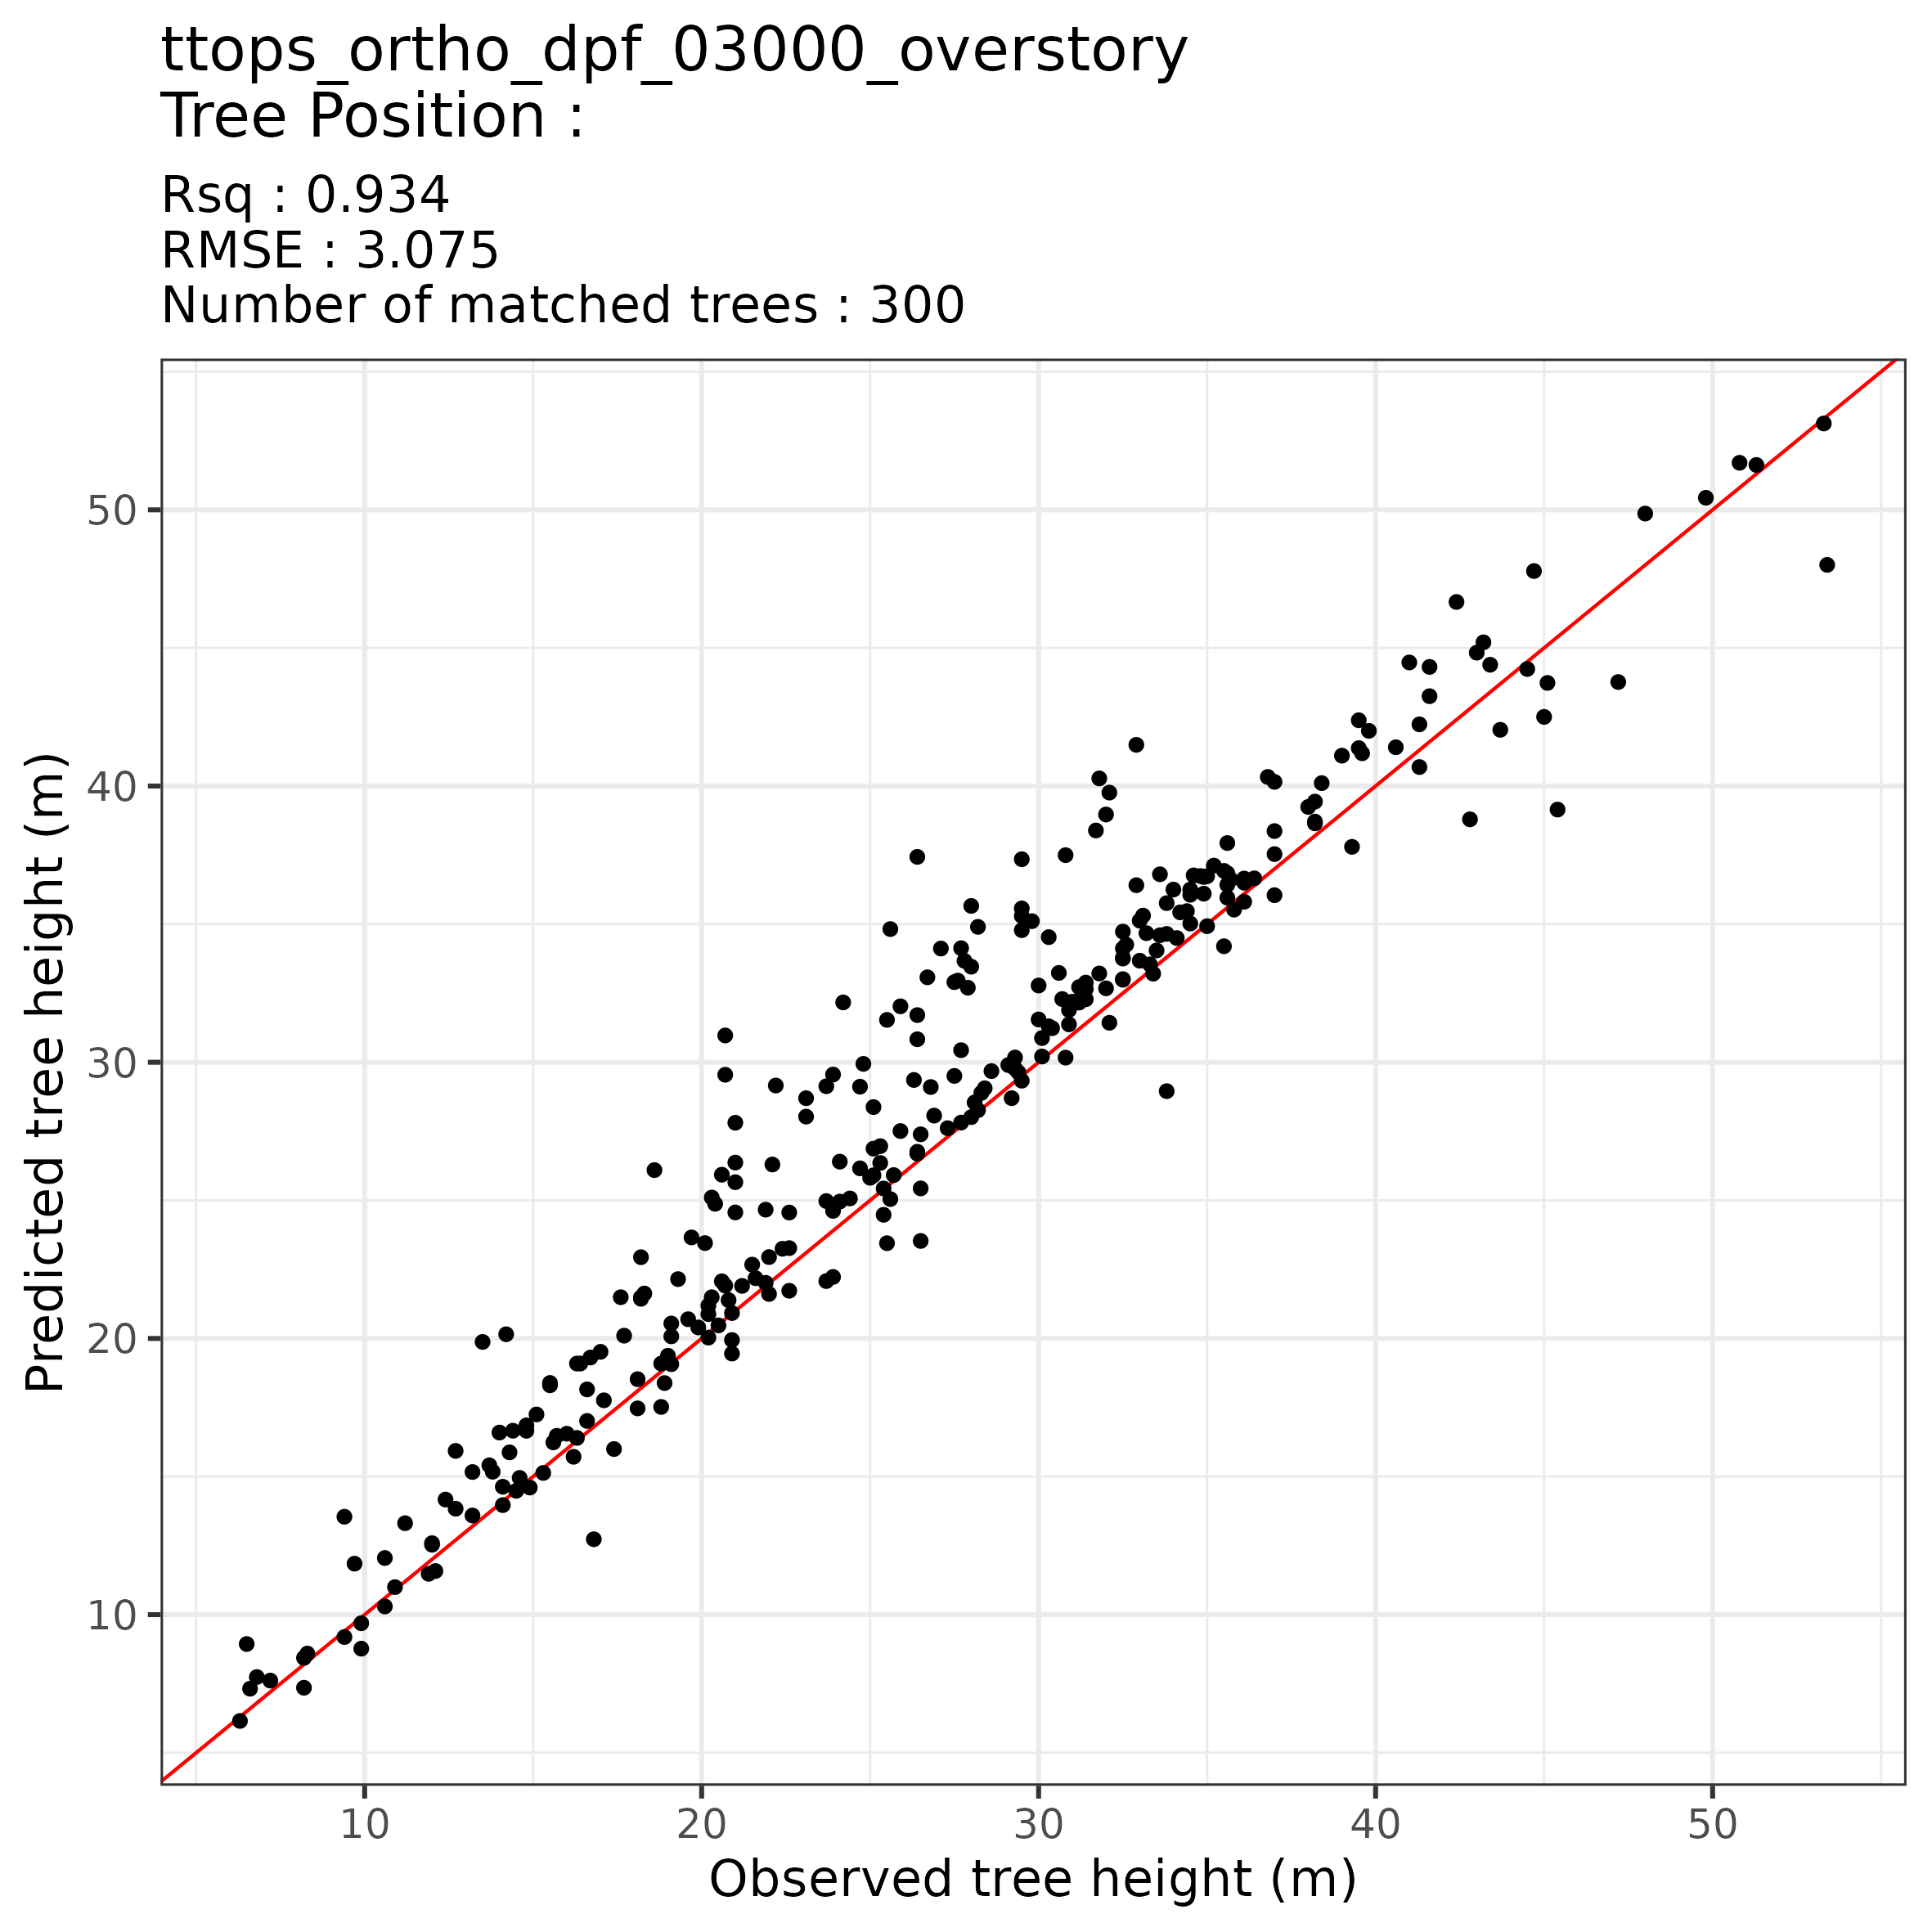 ttops_ortho_dpf_03000_overstory
Tree Position :
Rsq : 0.934
RMSE : 3.075
Number of matched trees : 300
Predicted tree height (m)
50
40
30
20
10
10 20 30 40 50
Observed tree height (m)